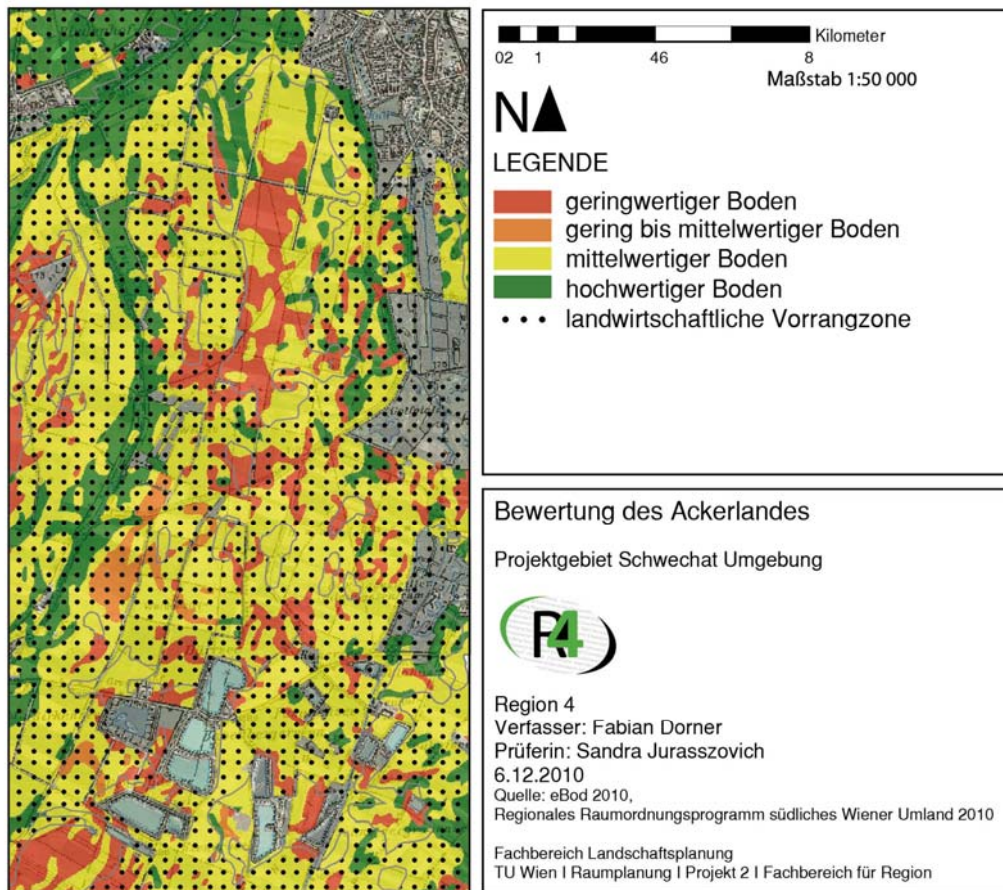 Kilometer
02 1 46 8
Maßstab 1:50 000
N
LEGENDE
geringwertiger Boden
gering bis mittelwertiger Boden
mittelwertiger Boden
hochwertiger Boden
landwirtschaftliche Vorrangzone
Bewertung des Ackerlandes
Projektgebiet Schwechat Umgebung
R4
Region 4
Verfasser: Fabian Dorner
Prüferin: Sandra Jurasszovich
6.12.2010
Quelle: eBod 2010,
Regionales Raumordnungsprogramm südliches Wiener Umland 2010
Fachbereich Landschaftsplanung
TU Wien I Raumplanung I Projekt 2 I Fachbereich für Region